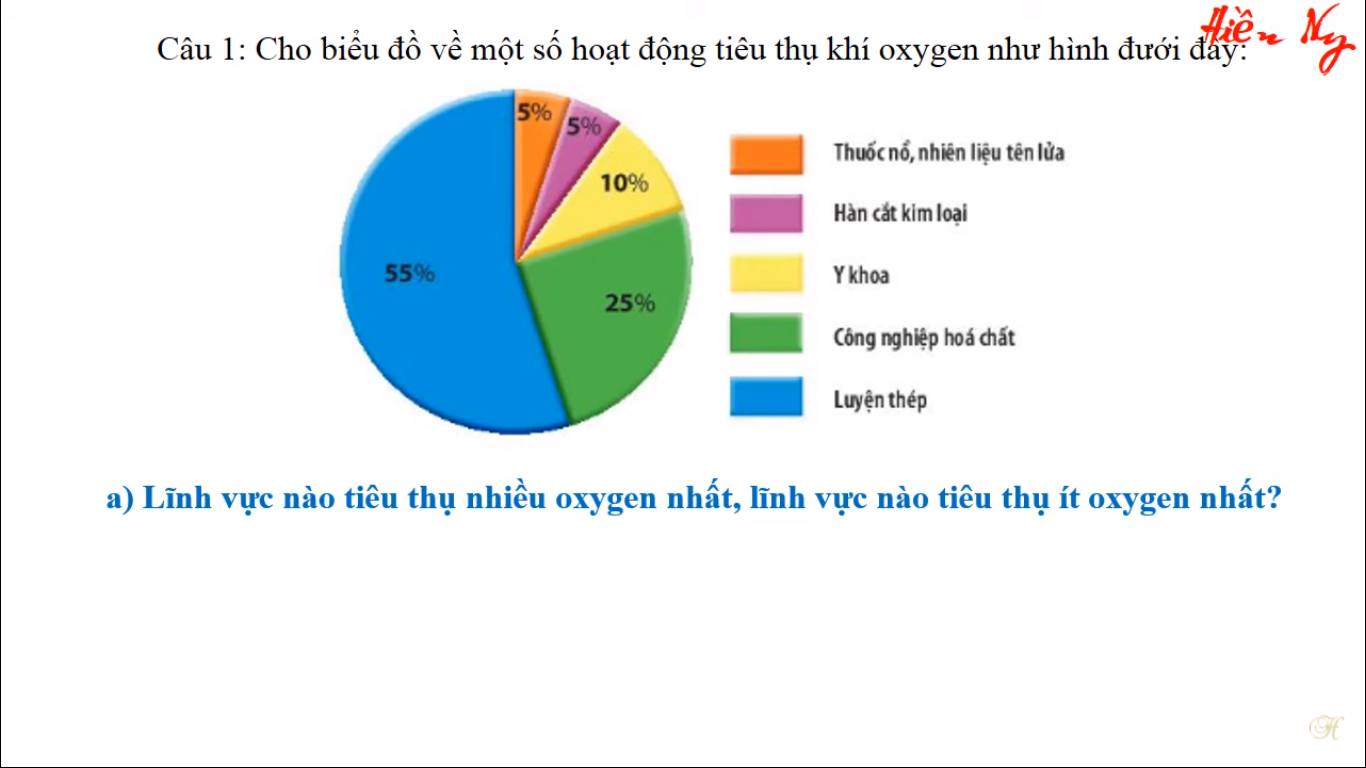 Hiền Ny
Câu 1: Cho biểu đồ về một số hoạt động tiêu thụ khí oxygen như hình dưới đây:
5%
5%
10%
25%
55%
Thuốc nổ, nhiên liệu tên lửa
Hàn cắt kim loại
Y khoa
Công nghiệp hoá chất
Luyện thép
a) Lĩnh vực nào tiêu thụ nhiều oxygen nhất, lĩnh vực nào tiêu thụ ít oxygen nhất?
H